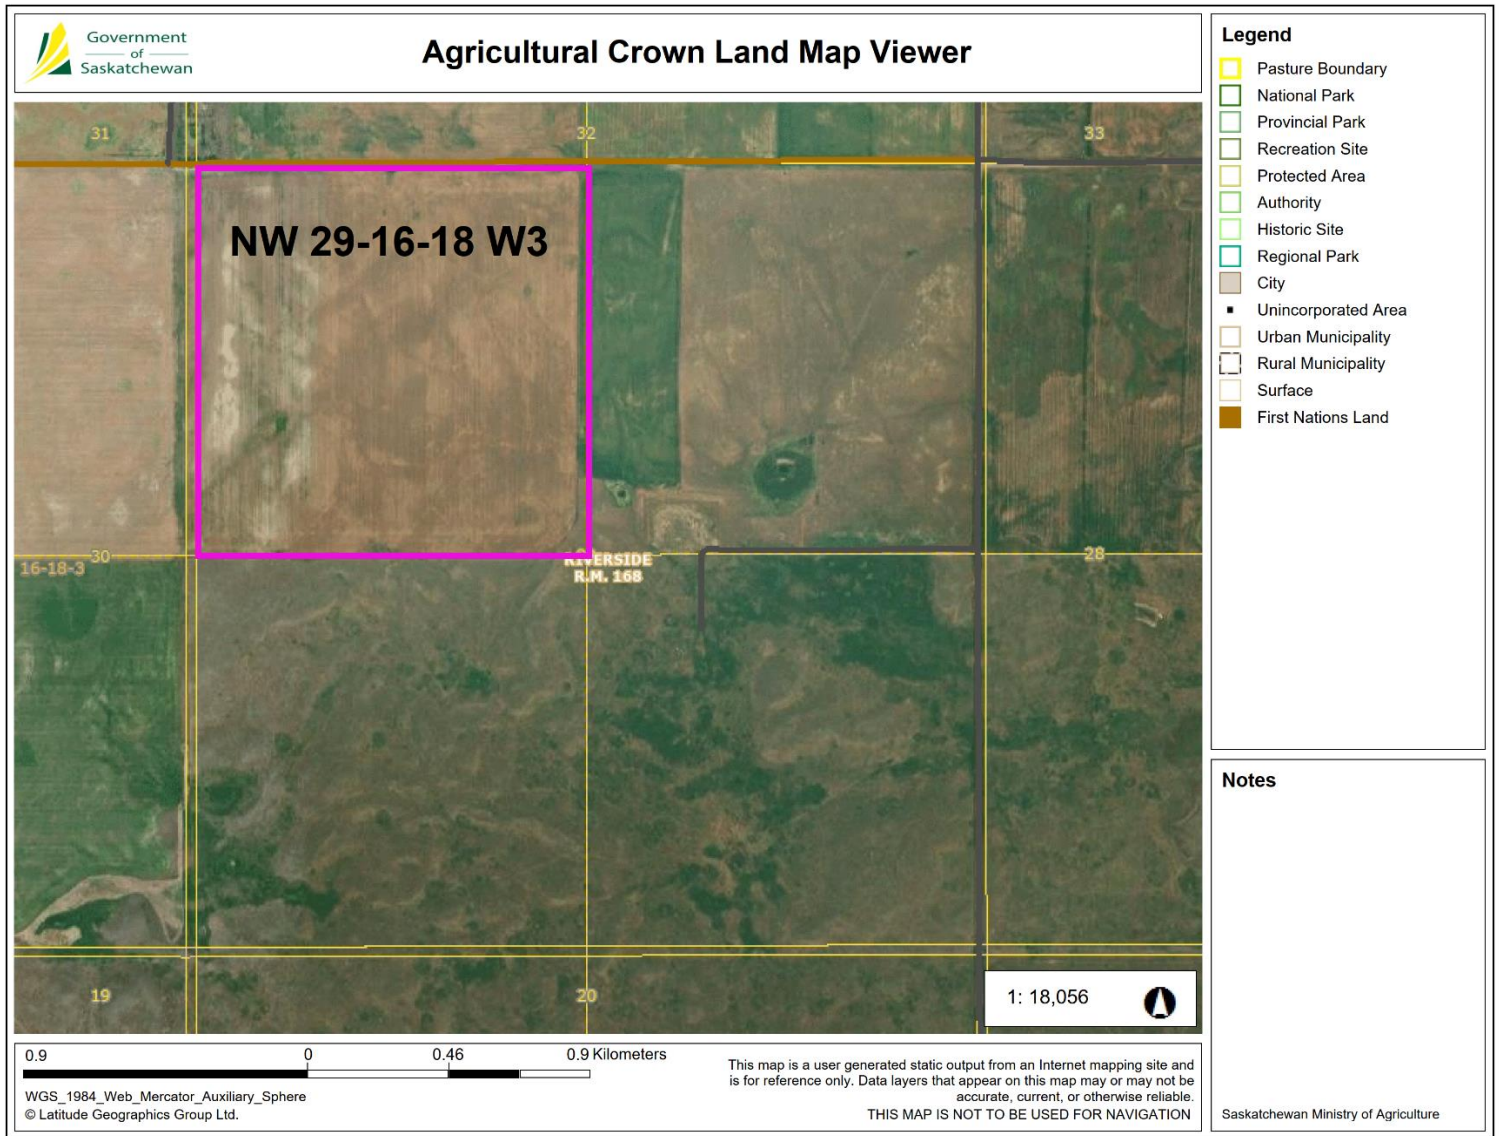 Government
of
Saskatchewan
Agricultural Crown Land Map Viewer
31
32
33
NW 29-16-18 W3
30
16-18-3
RIVERSIDE
R.M. 168
28
19
20
1: 18,056
Legend
Pasture Boundary
National Park
Provincial Park
Recreation Site
Protected Area
Authority
Historic Site
Regional Park
City
Unincorporated Area
Urban Municipality
Rural Municipality
Surface
First Nations Land
Notes
0.9 0 0.46 0.9 Kilometers
WGS_1984_Web_Mercator_Auxiliary_Sphere
© Latitude Geographics Group Ltd.
This map is a user generated static output from an Internet mapping site and
is for reference only. Data layers that appear on this map may or may not be
accurate, current, or otherwise reliable.
THIS MAP IS NOT TO BE USED FOR NAVIGATION
Saskatchewan Ministry of Agriculture